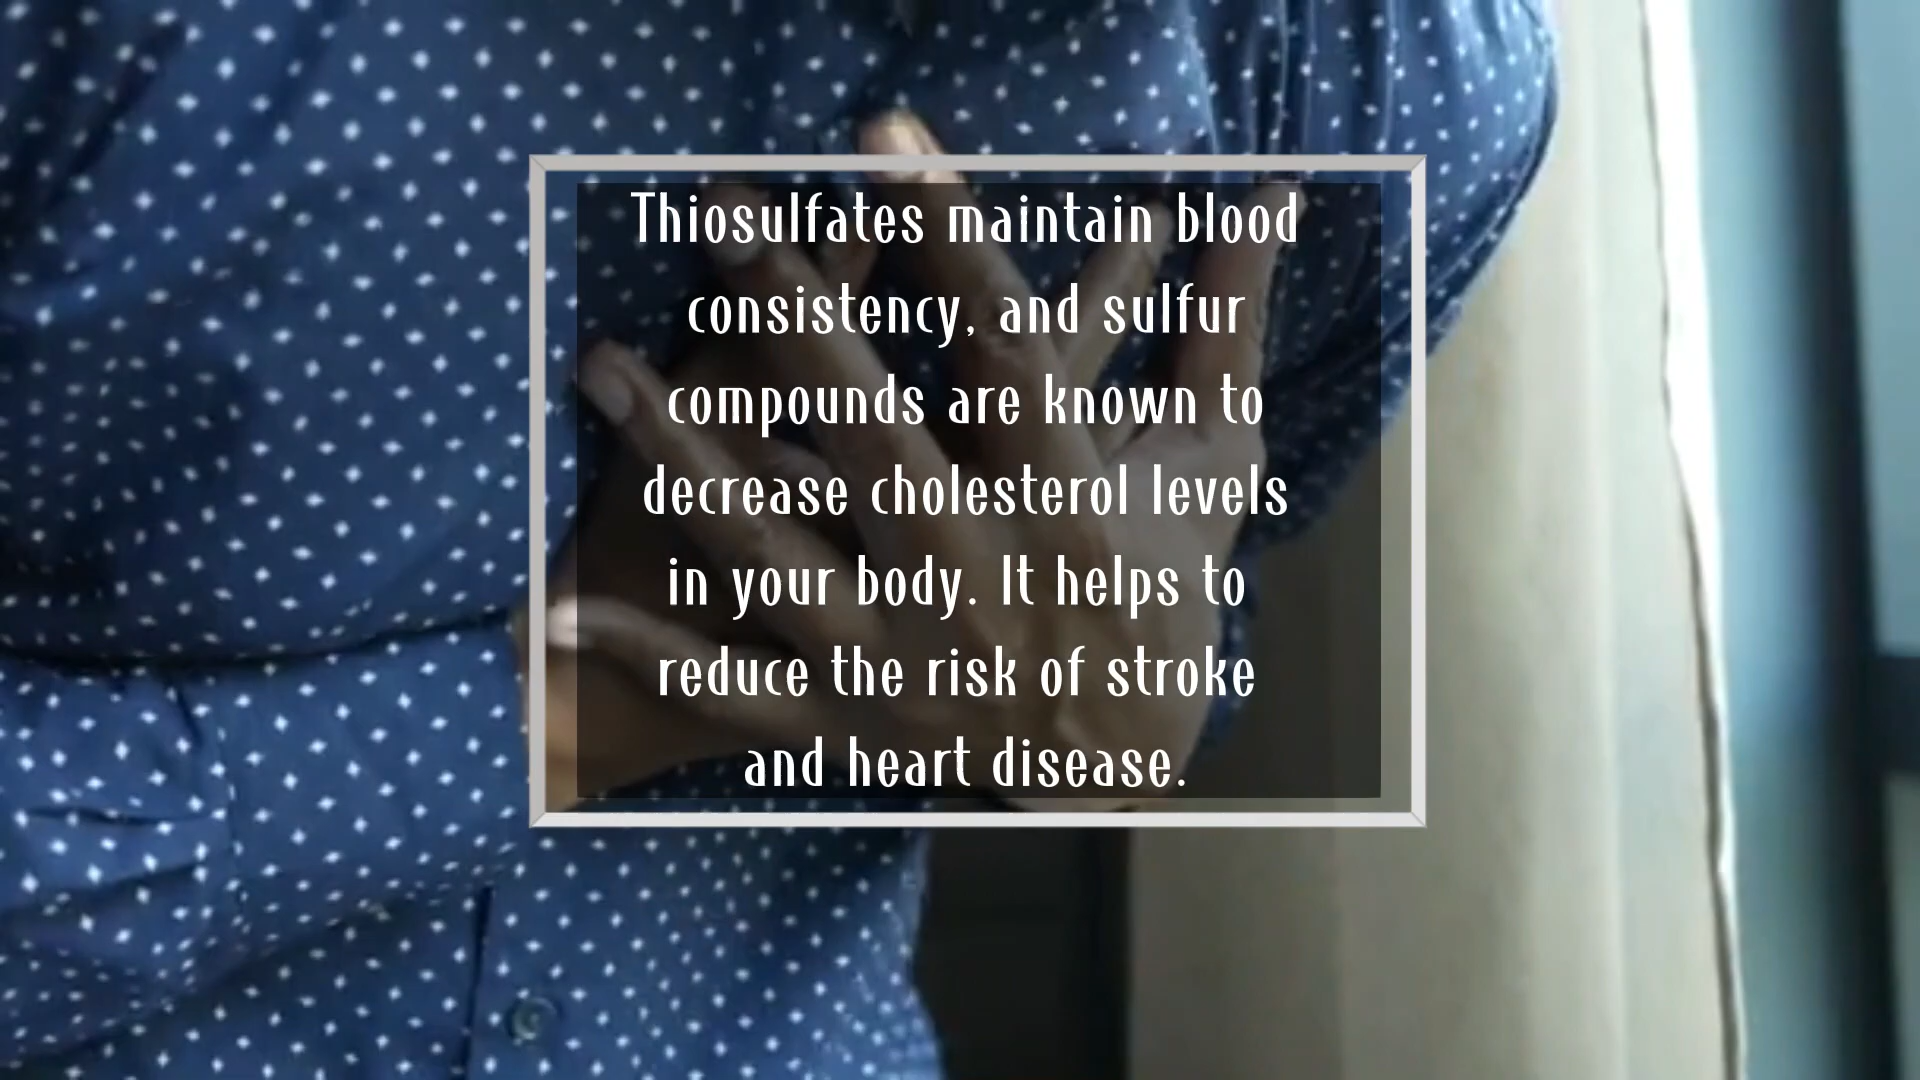 Thiosulfates maintain blood
consistency, and sulfur
compounds are known to
decrease cholesterol levels
in your body. It helps to
reduce the risk of stroke
and heart disease.